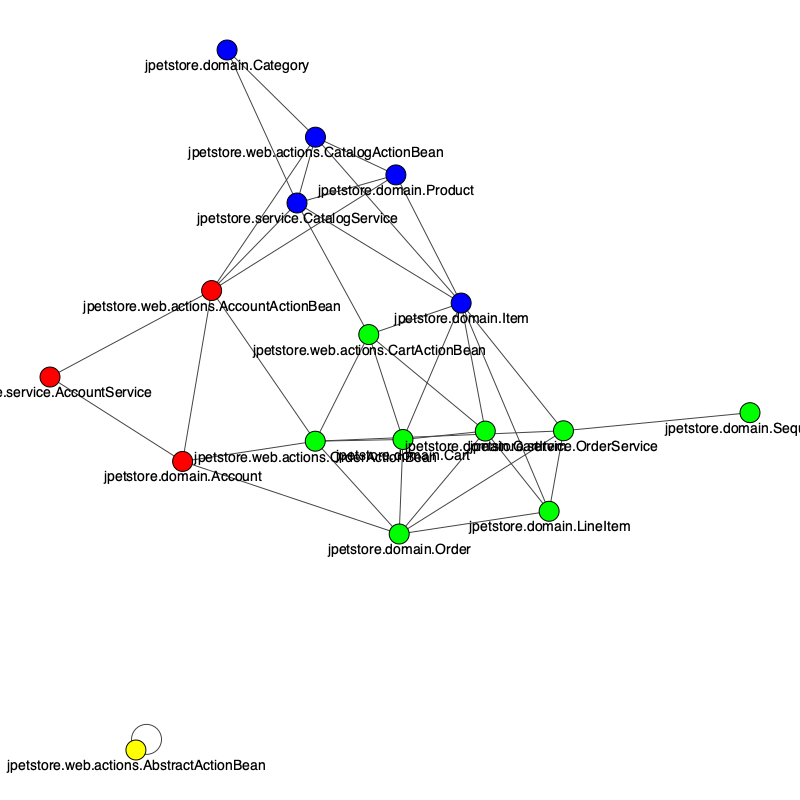 jpetstore.domain.Category
jpetstore.web.actions.CatalogActionBean
jpetstore.domain.Product
jpetstore.service.CatalogService
jpetstore.web.actions.AccountActionBean
jpetstore.domain.Item
jpetstore.web.actions.CartActionBean
e.service.AccountService
jpetstore.domain.Sequ
jpetstore.domain.CartItem
jpetstore.service.OrderService
jpetstore.domain.Cart
jpetstore.web.actions.OrderActionBean
jpetstore.domain.Account
jpetstore.domain.LineItem
jpetstore.domain.Order
jpetstore.web.actions.AbstractActionBean